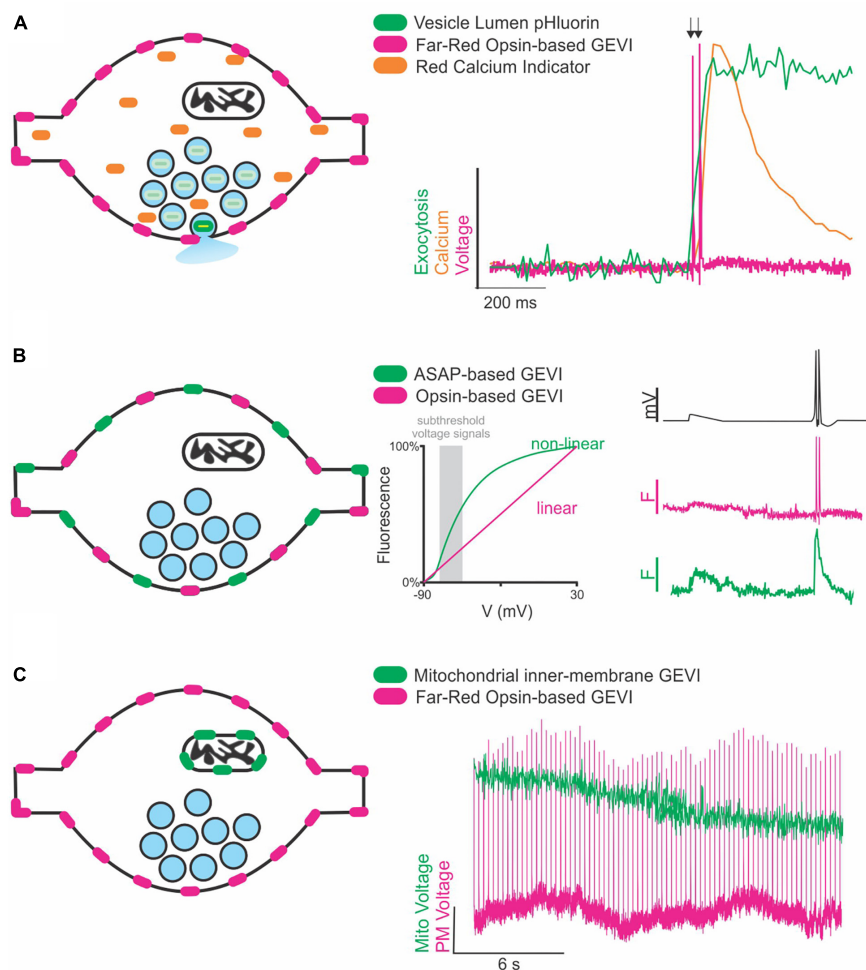 A
Vesicle Lumen pHluorin
Far-Red Opsin-based GEVI
Red Calcium Indicator
Exocytosis
Calcium
Voltage
200 ms
B
ASAP-based GEVI
Opsin-based GEVI
subthreshold
voltage signals
100%
non-linear
linear
Fluorescence
0%
-90
30
V (mV)
mV
F
F
C
Mitochondrial inner-membrane GEVI
Far-Red Opsin-based GEVI
Mito Voltage
PM Voltage
6 s